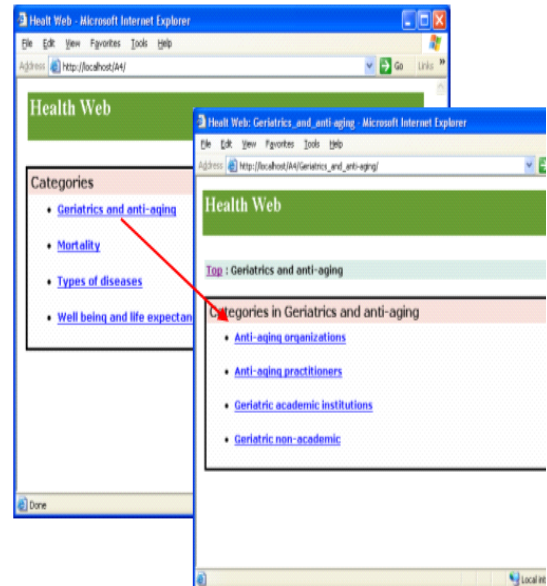 Healt Web - Microsoft Internet Explorer
File Edit View Favorites Tools Help
Address http://localhost/A4/ Go Links »
Health Web
Categories
Geriatrics and anti-aging
Mortality
Types of diseases
Well being and life expectan
Done
Healt Web: Geriatrics_and_anti-aging - Microsoft Internet Explorer
File Edit View Favorites Tools Help
Address http://localhost/A4/Geriatrics_and_anti-aging/
Health Web
Top : Geriatrics and anti-aging
Categories in Geriatrics and anti-aging
Anti-aging organizations
Anti-aging practitioners
Geriatric academic institutions
Geriatric non-academic
Local int